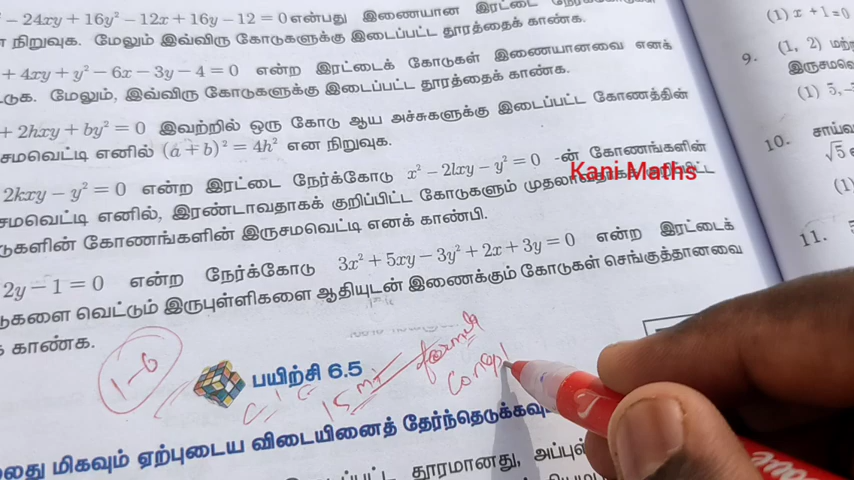 - 24xy + 16y² - 12x + 16y - 12 = 0 என்பது இணையான இரட்டை
நிறுவுக. மேலும் இவ்விரு கோடுகளுக்கு இடைப்பட்ட தூரத்தைக் காண்க.
+ 4xy + y² - 6x - 3y - 4 = 0 என்ற இரட்டைக் கோடுகள் இணையானவை எனக்
டுக. மேலும், இவ்விரு கோடுகளுக்கு இடைப்பட்ட தூரத்தைக் காண்க.
+ 2hxy + by² = 0 இவற்றில் ஒரு கோடு ஆய அச்சுகளுக்கு இடைப்பட்ட கோணத்தின்
சமவெட்டி எனில் (a + b)² = 4h² என நிறுவுக.
2kxy - y² = 0 என்ற இரட்டை நேர்க்கோடு x² - 2lxy - y² = 0 -ன் கோணங்களின்
சமவெட்டி எனில், இரண்டாவதாகக் குறிப்பிட்ட கோடுகளும் முதலாவதாகக் குறிப்பிட்ட
டுகளின் கோணங்களின் இருசமவெட்டி எனக் காண்பி.
Kani Maths
2y - 1 = 0 என்ற நேர்க்கோடு 3x² + 5xy - 3y² + 2x + 3y = 0 என்ற இரட்டைக்
டுகளை வெட்டும் இருபுள்ளிகளை ஆதியுடன் இணைக்கும் கோடுகள் செங்குத்தானவை
காண்க.
1-6
பயிற்சி 6.5
15 mi formula
மிகவும் ஏற்புடைய விடையினைத்
தூரமானது,
(1) x + 1 = 0
9. (1, 2) மற்
இருசமவெ
(1) 5, -
10. சாய்வ
√5
(1)
11.